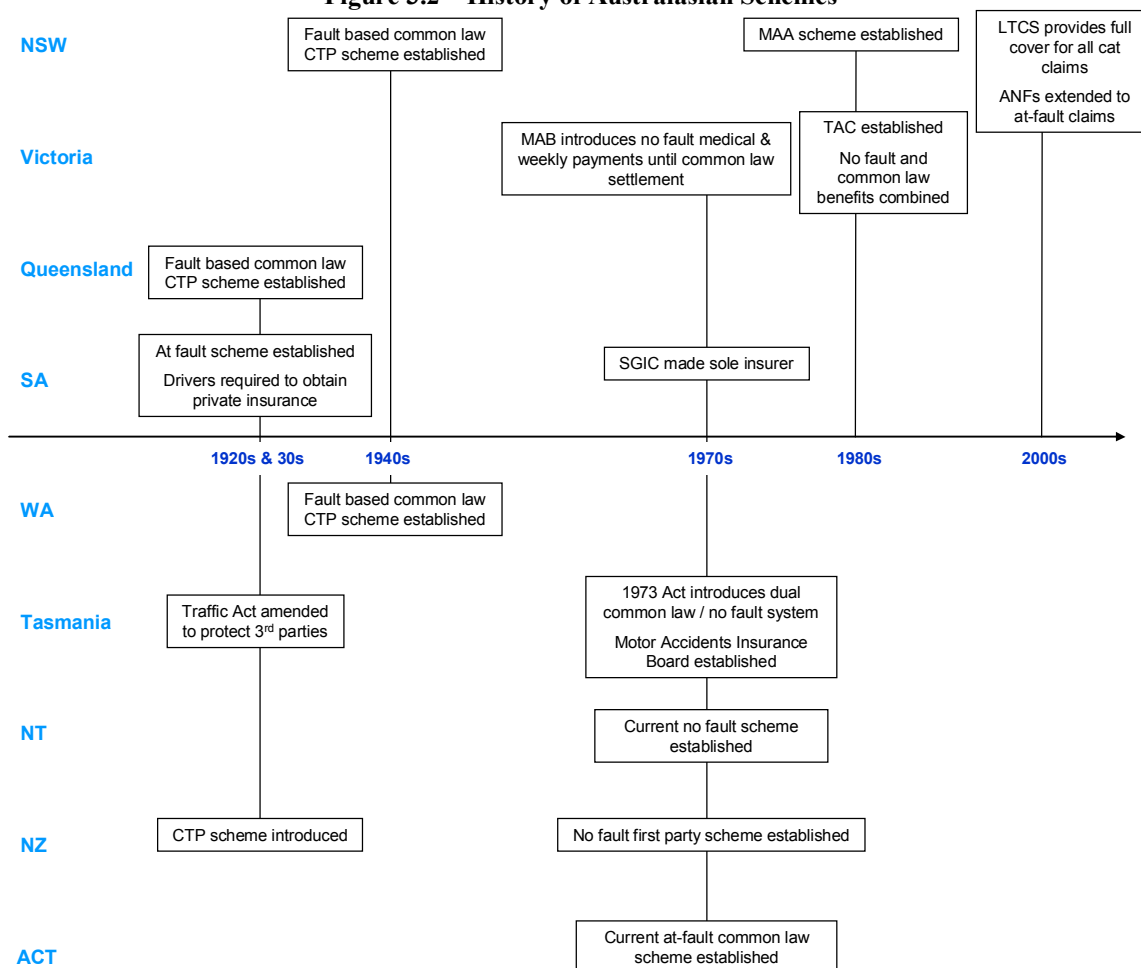 Figure 3.2 – History of Australasian Schemes
NSW
Fault based common law
CTP scheme established
MAA scheme established
LTCS provides full
cover for all cat
claims
ANFs extended to
at-fault claims
Victoria
MAB introduces no fault medical &
weekly payments until common law
settlement
TAC established
No fault and
common law
benefits combined
Queensland
Fault based common law
CTP scheme established
SA
At fault scheme established
Drivers required to obtain
private insurance
SGIC made sole insurer
1920s & 30s
1940s
1970s
1980s
2000s
WA
Fault based common law
CTP scheme established
Tasmania
Traffic Act amended
to protect 3rd parties
1973 Act introduces dual
common law / no fault system
Motor Accidents Insurance
Board established
NT
Current no fault scheme
established
NZ
CTP scheme introduced
No fault first party scheme established
ACT
Current at-fault common law
scheme established